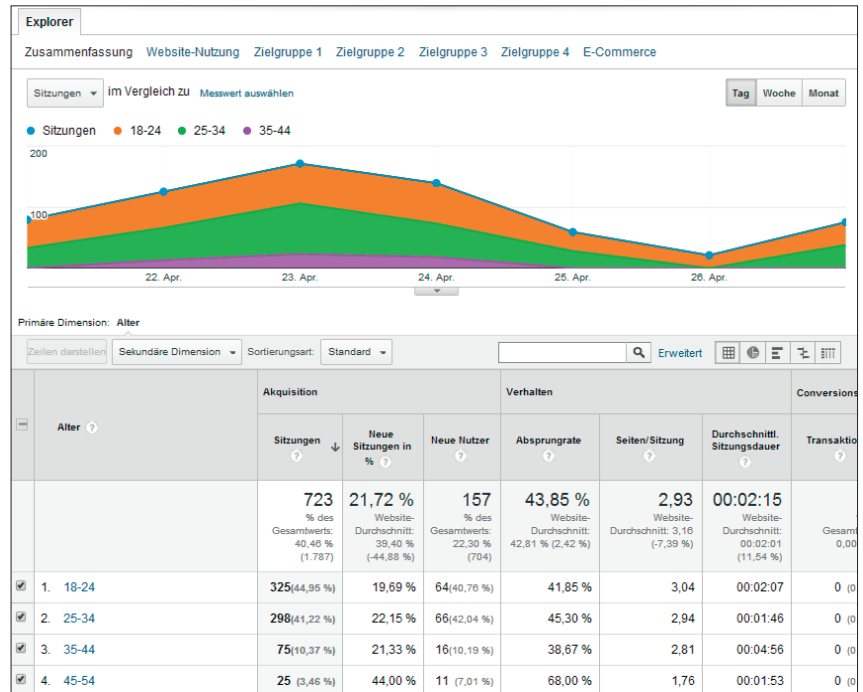 Explorer
Zusammenfassung Website-Nutzung Zielgruppe 1 Zielgruppe 2 Zielgruppe 3 Zielgruppe 4 E-Commerce
Sitzungen im Vergleich zu Messwert auswählen Tag Woche Monat
Sitzungen 18-24 25-34 35-44
200
100
22. Apr. 23. Apr. 24. Apr. 25. Apr. 26. Apr.
Primäre Dimension: Alter
Zeilen darstellen Sekundäre Dimension Sortierungsart: Standard Erweitert
Akquisition Verhalten Conversions
Alter ? Sitzungen ? Neue Sitzungen in % ? Neue Nutzer ? Absprungrate ? Seiten/Sitzung ? Durchschnittl. Sitzungsdauer ? Transaktio ?
723 21,72 % 157 43,85 % 2,93 00:02:15
% des Website- % des Website- Website- Website-
Gesamtwerts: Durchschnitt: Gesamtwerts: Durchschnitt: Durchschnitt: 3,16 Durchschnitt: Gesamt
40,46 % 39,40 % 22,30 % 42,81 % (2,42 %) (-7,39 %) 00:02:01 0,00
(1.787) (-44,88 %) (704) (11,54 %)
1. 18-24 325(44,95 %) 19,69 % 64(40,76 %) 41,85 % 3,04 00:02:07 0 (0
2. 25-34 298(41,22 %) 22,15 % 66(42,04 %) 45,30 % 2,94 00:01:46 0 (0
3. 35-44 75(10,37 %) 21,33 % 16(10,19 %) 38,67 % 2,81 00:04:56 0 (0
4. 45-54 25 (3,46 %) 44,00 % 11 (7,01 %) 68,00 % 1,76 00:01:53 0 (0